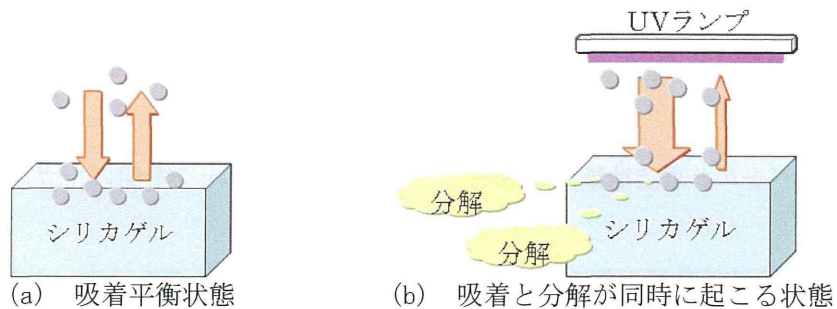 UVランプ
シリカゲル
分解
分解
シリカゲル
(a) 吸着平衡状態
(b) 吸着と分解が同時に起こる状態